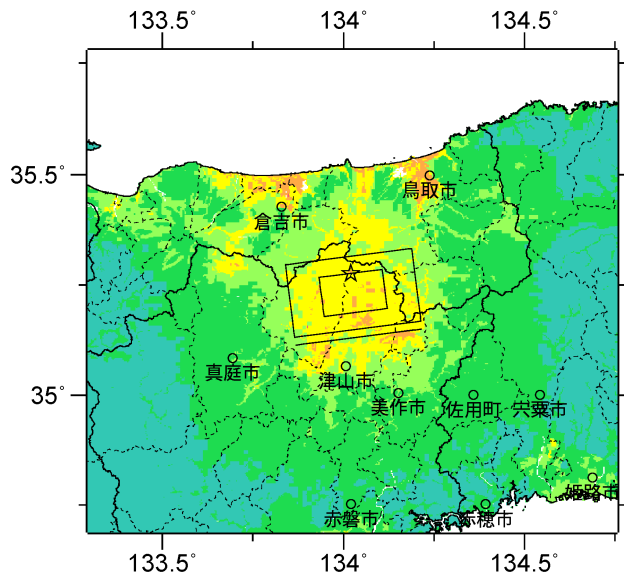 133.5° 134° 134.5°
35.5°
鳥取市
倉吉市
真庭市
津山市
35°
美作市 佐用町 宍粟市
姫路市
赤磐市 赤穂市
133.5° 134° 134.5°